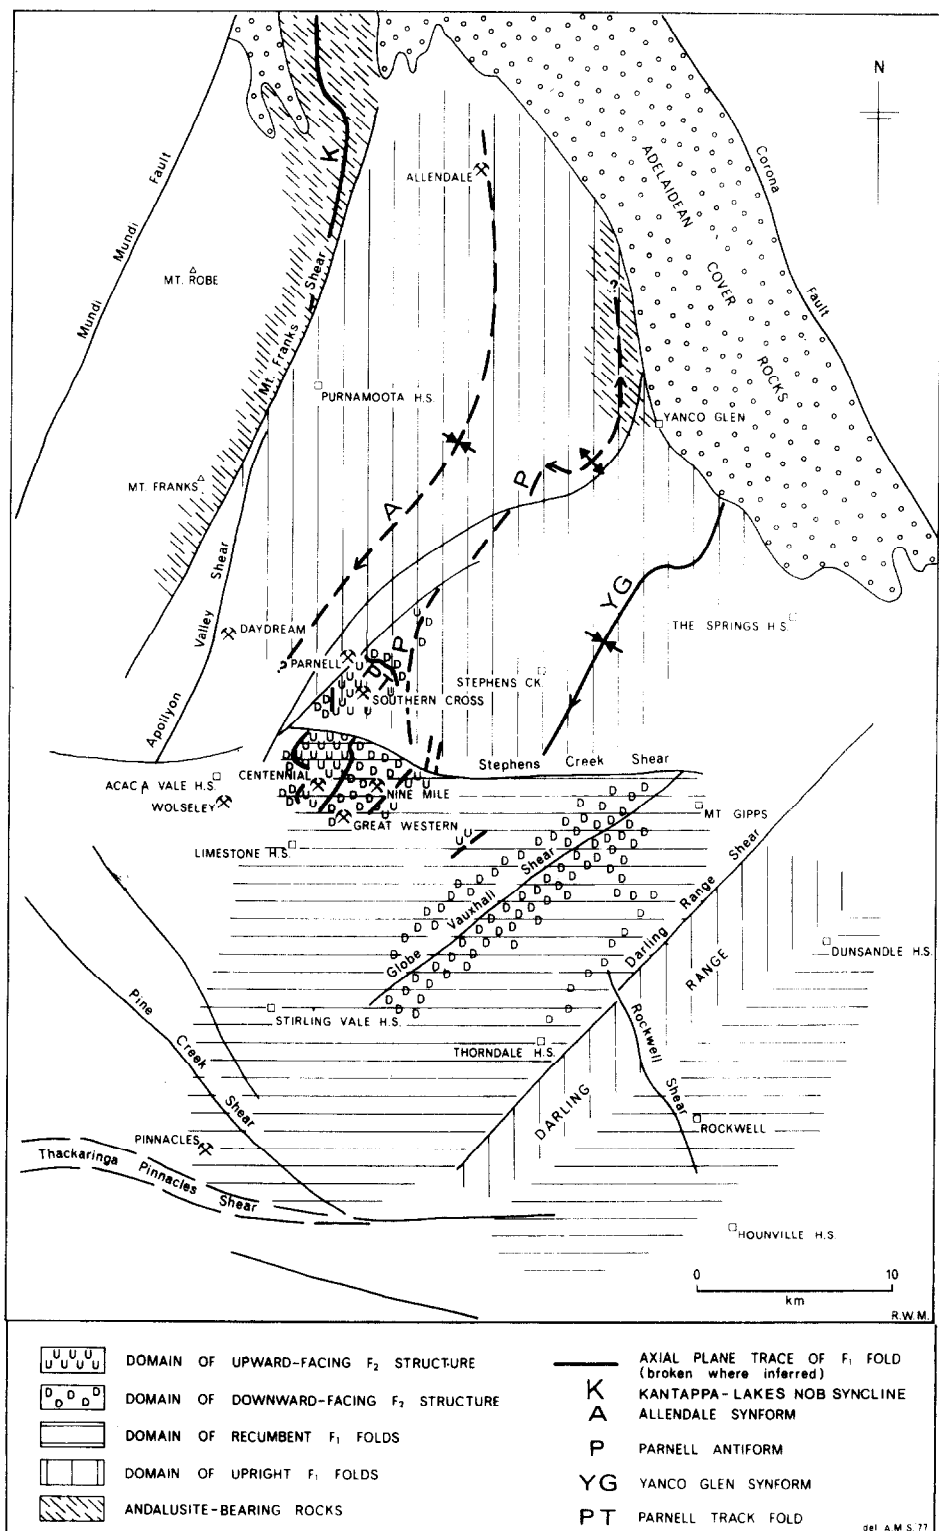 N
Mundi Mundi Fault
K
ALLENDALE
ADELAIDEAN COVER ROCKS
Corona Fault
MT. ROBE
Mt. Franks Shear
?
PURNAMOOTA H.S.
YANCO GLEN
MT. FRANKS
A
P
Apollyon Valley Shear
YG
THE SPRINGS H.S.
DAYDREAM
?
PARNELL
P
PT
STEPHENS CK.
SOUTHERN CROSS
Stephens Creek Shear
ACACIA VALE H.S.
CENTENNIAL
NINE MILE
WOLSELEY
GREAT WESTERN
MT GIPPS
LIMESTONE H.S.
Globe Vauxhall Shear
Darling Range Shear
DUNSANDLE H.S.
DARLING RANGE
STIRLING VALE H.S.
Pine Creek Shear
THORNDALE H.S.
Rockwell Shear
ROCKWELL
PINNACLES
Thackaringa Pinnacles Shear
HOUNVILLE H.S.
0 10
km
R.W.M.
DOMAIN OF UPWARD-FACING F₂ STRUCTURE
DOMAIN OF DOWNWARD-FACING F₂ STRUCTURE
DOMAIN OF RECUMBENT F₁ FOLDS
DOMAIN OF UPRIGHT F₁ FOLDS
ANDALUSITE-BEARING ROCKS
AXIAL PLANE TRACE OF F₁ FOLD
(broken where inferred)
K KANTAPPA-LAKES NOB SYNCLINE
A ALLENDALE SYNFORM
P PARNELL ANTIFORM
YG YANCO GLEN SYNFORM
PT PARNELL TRACK FOLD
del A.M.S. 77